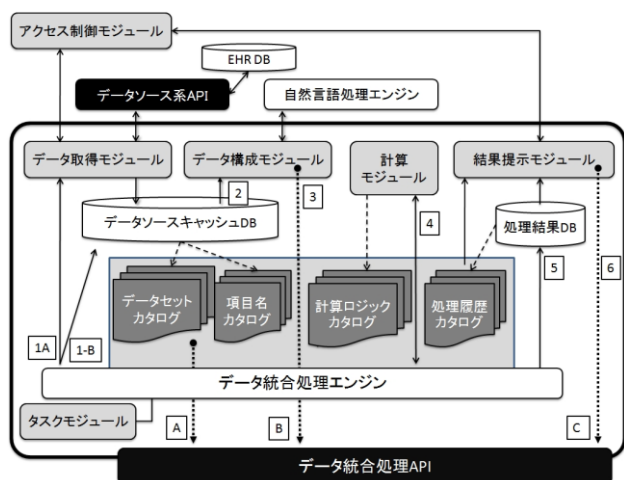 アクセス制御モジュール
EHR DB
データソース系API
自然言語処理エンジン
データ取得モジュール
データ構成モジュール
計算
モジュール
結果提示モジュール
2
3
4
データソースキャッシュDB
処理結果DB
5
6
データセット
カタログ
項目名
カタログ
計算ロジック
カタログ
処理履歴
カタログ
1A
1-B
データ統合処理エンジン
タスクモジュール
A
B
C
データ統合処理API